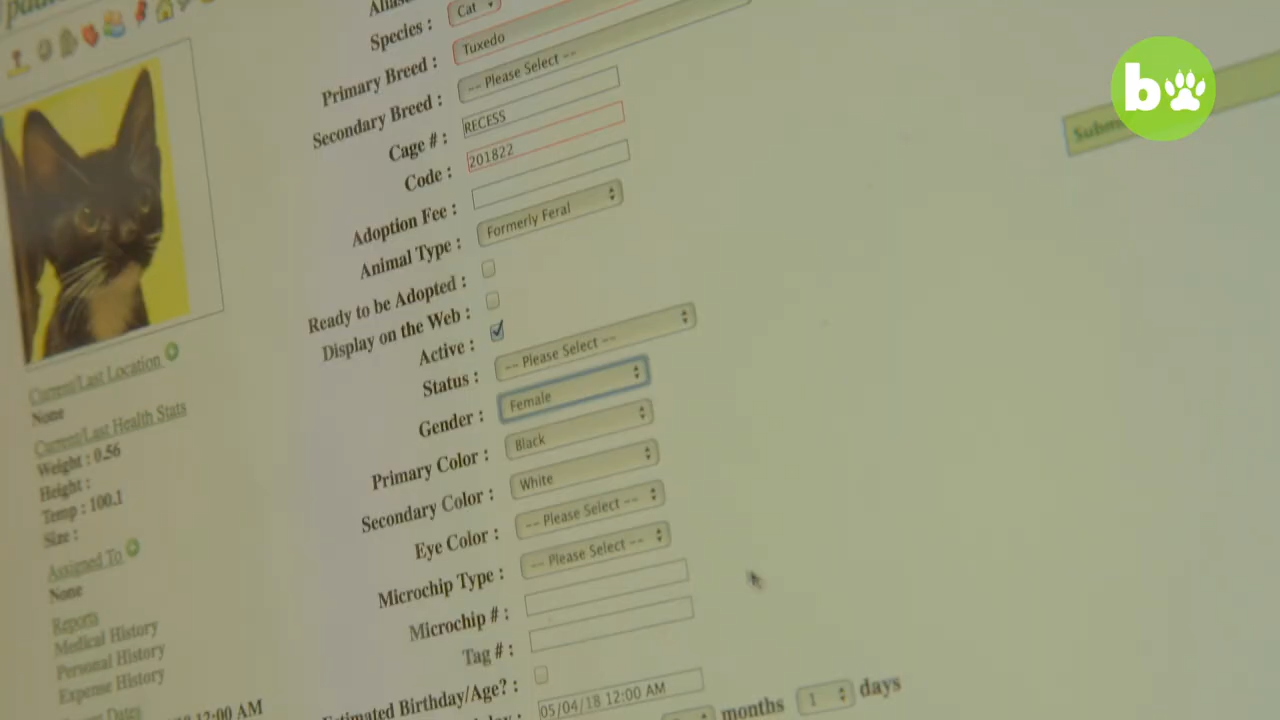 Species : Cat
Primary Breed : Tuxedo
Secondary Breed : -- Please Select --
Cage # : RECESS
Code : 201822
Adoption Fee :
Animal Type : Formerly Feral
Ready to be Adopted :
Display on the Web :
Active :
Status : -- Please Select --
Gender : Female
Primary Color : Black
Secondary Color : White
Eye Color : -- Please Select --
Microchip Type : -- Please Select --
Microchip # :
Tag # :
Estimated Birthday/Age? :
05/04/18 12:00 AM
months 1 days
b
Current/Last Location
None
Current/Last Health Stats
Weight : 0.56
Height :
Temp : 100.1
Size :
Assigned To
None
Reports
Medical History
Personal History
Expense History
12:00 AM